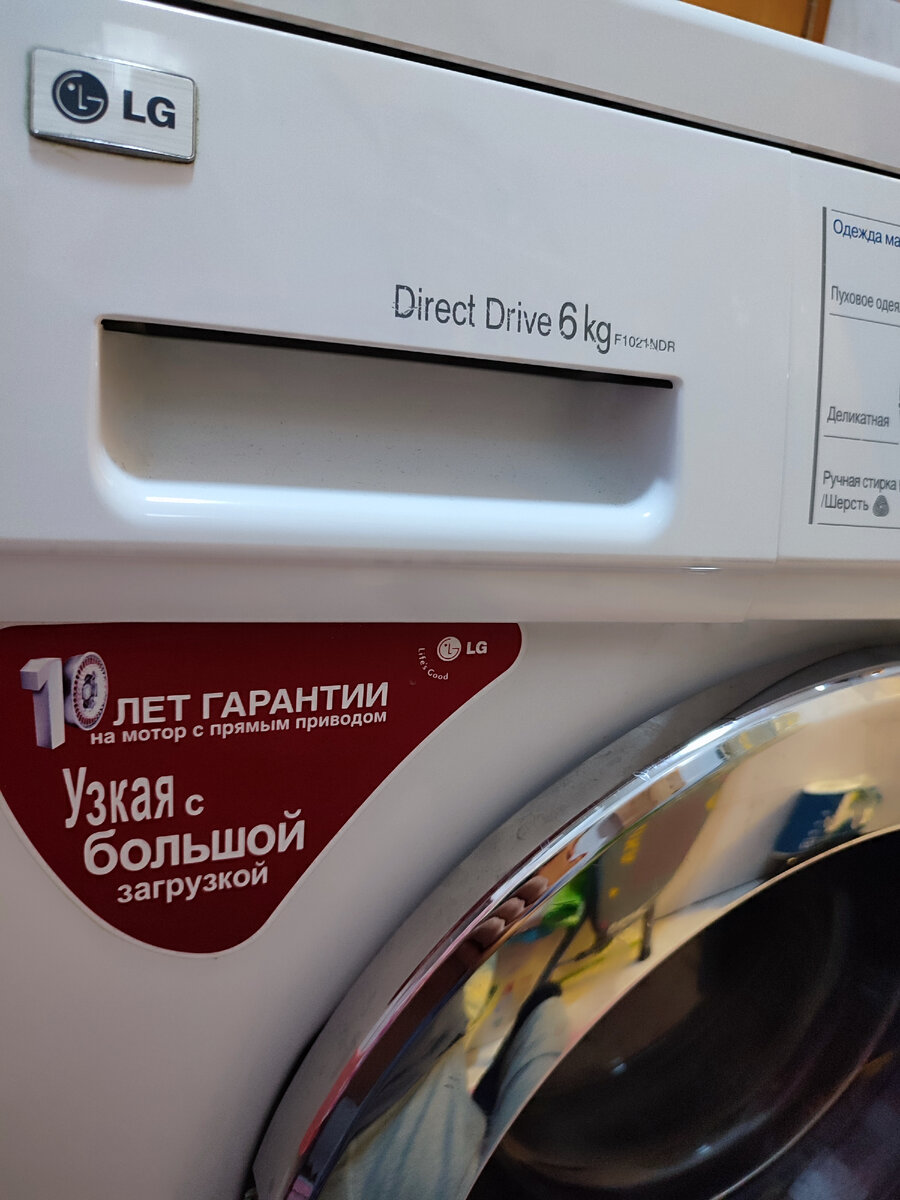 LG
Direct Drive 6 kg F1021NDR
Одежда ма
Пуховое одея
Деликатная
Ручная стирка
/Шерсть
LG
Life's Good
10 ЛЕТ ГАРАНТИИ
на мотор с прямым приводом
Узкая с
большой
загрузкой